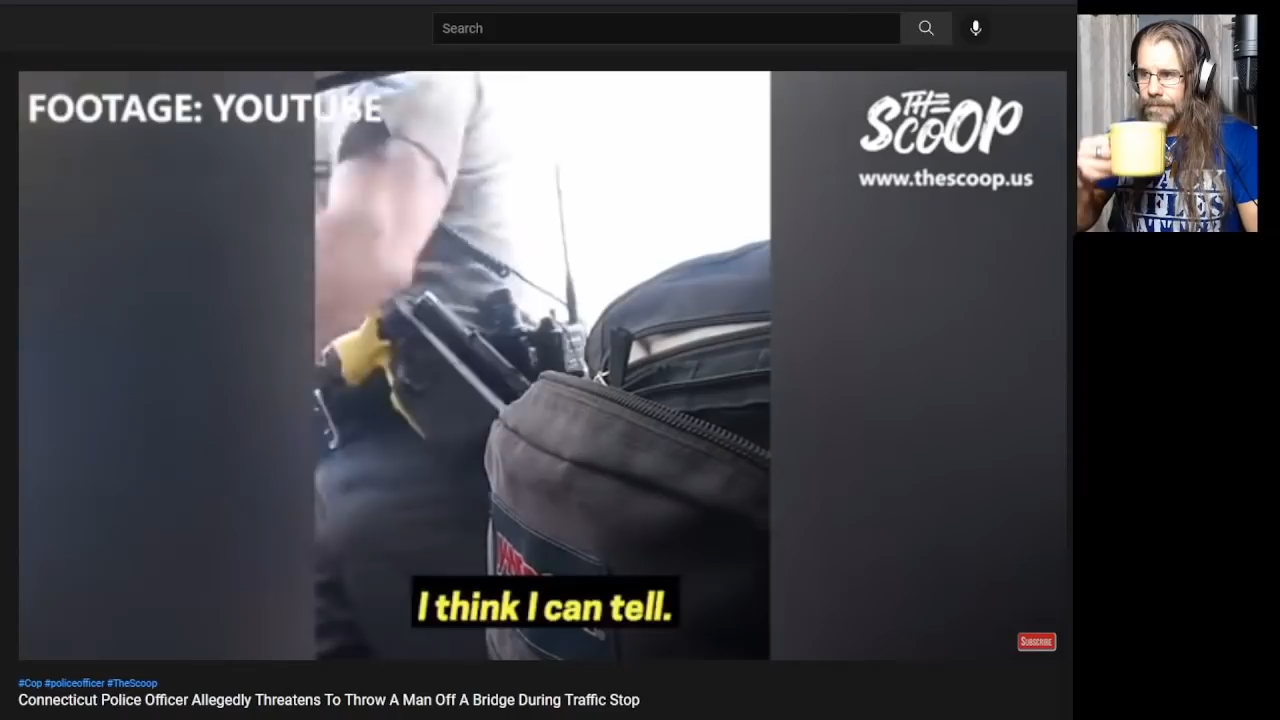 Search
FOOTAGE: YOUTUBE
THE
SCOOP
www.thescoop.us
I think I can tell.
SUBSCRIBE
#Cop #policeofficer #TheScoop
Connecticut Police Officer Allegedly Threatens To Throw A Man Off A Bridge During Traffic Stop